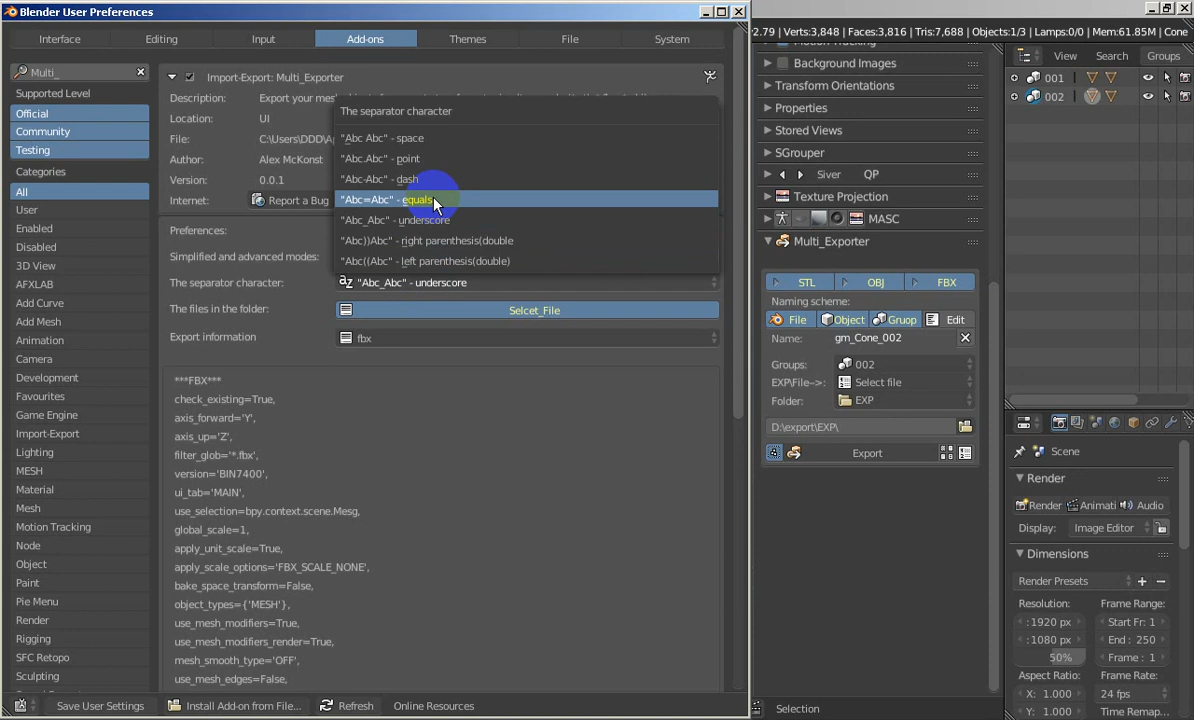 Blender User Preferences
Interface Editing Input Add-ons Themes File System
Multi_
Supported Level
Official
Community
Testing
Categories
All
User
Enabled
Disabled
3D View
AFXLAB
Add Curve
Add Mesh
Animation
Camera
Development
Favourites
Game Engine
Import-Export
Lighting
MESH
Material
Mesh
Motion Tracking
Node
Object
Paint
Pie Menu
Render
Rigging
SFC Retopo
Sculpting
Import-Export: Multi_Exporter
Description:
Location: UI
File: C:\Users\DDD\A
Author: Alex McKonst
Version: 0.0.1
Internet: Report a Bug
The separator character
"Abc Abc" - space
"Abc.Abc" - point
"Abc-Abc" - dash
"Abc=Abc" - equals
"Abc_Abc" - underscore
"Abc))Abc" - right parenthesis(double
"Abc((Abc" - left parenthesis(double)
Preferences:
Simplified and advanced modes:
The separator character: "Abc_Abc" - underscore
The files in the folder: Selcet_File
Export information fbx
***FBX***
check_existing=True,
axis_forward='Y',
axis_up='Z',
filter_glob='*.fbx',
version='BIN7400',
ui_tab='MAIN',
use_selection=bpy.context.scene.Mesg,
global_scale=1,
apply_unit_scale=True,
apply_scale_options='FBX_SCALE_NONE',
bake_space_transform=False,
object_types={'MESH'},
use_mesh_modifiers=True,
use_mesh_modifiers_render=True,
mesh_smooth_type='OFF',
use_mesh_edges=False,
Save User Settings Install Add-on from File... Refresh Online Resources
2.79 | Verts:3,848 | Faces:3,816 | Tris:7,688 | Objects:1/3 | Lamps:0/0 | Mem:61.85M | Cone
Background Images
Transform Orientations
Properties
Stored Views
SGrouper
Siver QP
Texture Projection
MASC
Multi_Exporter
STL OBJ FBX
Naming scheme:
File Object Gruop Edit
Name: gm_Cone_002
Groups: 002
EXP\File-->: Select file
Folder: EXP
D:\export\EXP\
Export
Selection
View Search Groups
001
002
Scene
Render
Render Animati Audio
Display: Image Editor
Dimensions
Render Presets
Resolution: Frame Range:
:1920 px Start Fr: 1
:1080 px End : 250
50% Frame : 1
Aspect Ratio: Frame Rate:
X: 1.000 24 fps
Y: 1.000 Time Remap...